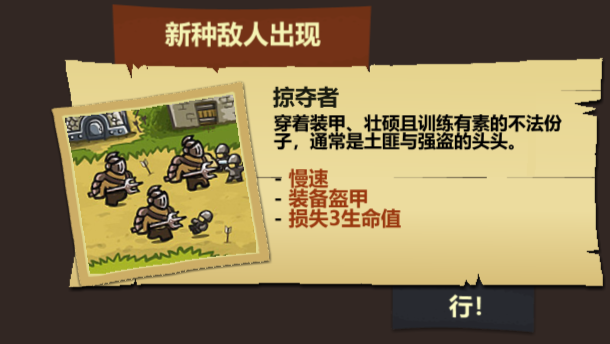 新种敌人出现
掠夺者
穿着装甲、壮硕且训练有素的不法份
子，通常是土匪与强盗的头头。
- 慢速
- 装备盔甲
- 损失3生命值
行!